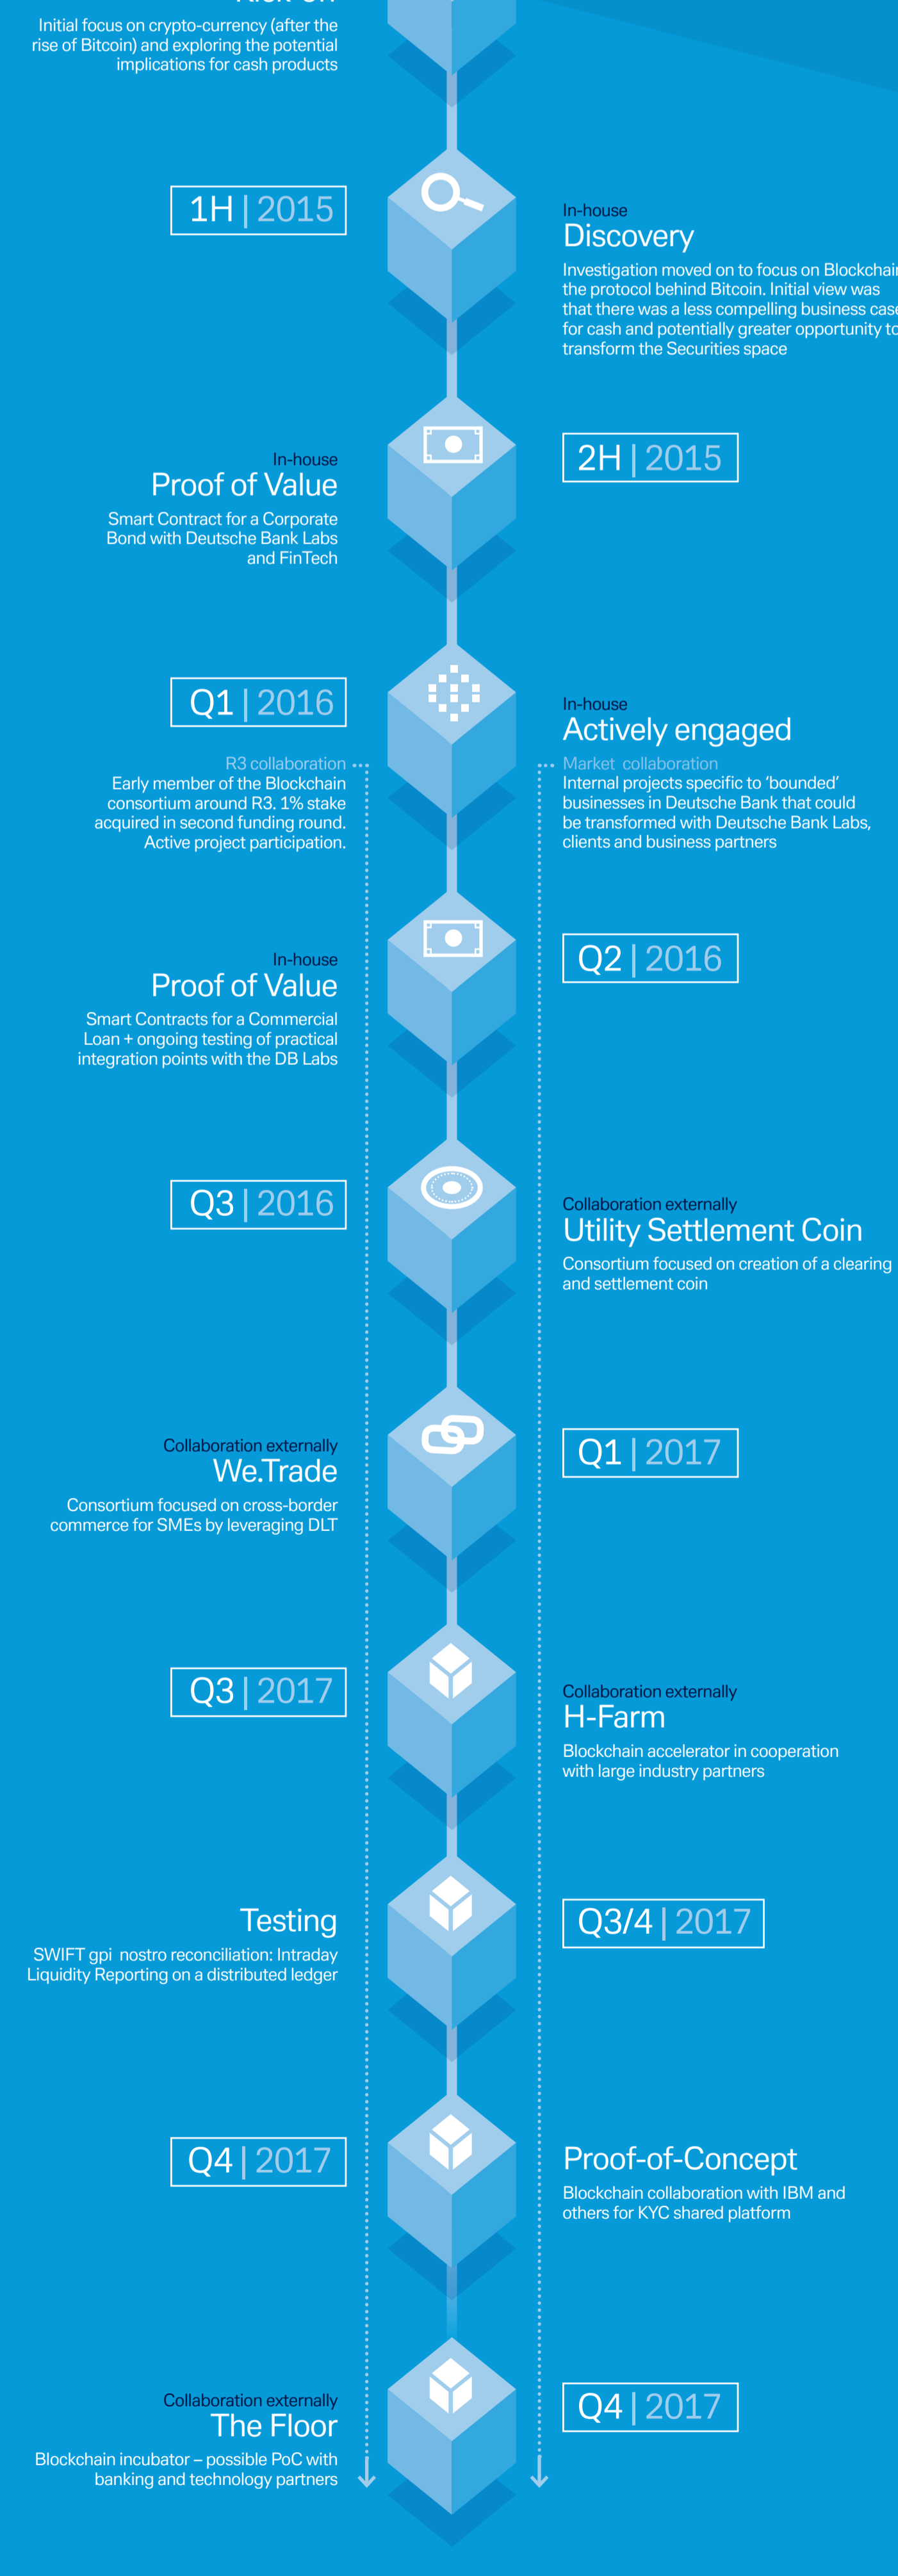 Initial focus on crypto-currency (after the
rise of Bitcoin) and exploring the potential
implications for cash products
1H | 2015
In-house
Discovery
Investigation moved on to focus on Blockchain
the protocol behind Bitcoin. Initial view was
that there was a less compelling business case
for cash and potentially greater opportunity to
transform the Securities space
2H | 2015
In-house
Proof of Value
Smart Contract for a Corporate
Bond with Deutsche Bank Labs
and FinTech
Q1 | 2016
R3 collaboration
Early member of the Blockchain
consortium around R3. 1% stake
acquired in second funding round.
Active project participation.
In-house
Actively engaged
Market collaboration
Internal projects specific to ‘bounded’
businesses in Deutsche Bank that could
be transformed with Deutsche Bank Labs,
clients and business partners
Q2 | 2016
In-house
Proof of Value
Smart Contracts for a Commercial
Loan + ongoing testing of practical
integration points with the DB Labs
Q3 | 2016
Collaboration externally
Utility Settlement Coin
Consortium focused on creation of a clearing
and settlement coin
Q1 | 2017
Collaboration externally
We.Trade
Consortium focused on cross-border
commerce for SMEs by leveraging DLT
Q3 | 2017
Collaboration externally
H-Farm
Blockchain accelerator in cooperation
with large industry partners
Q3/4 | 2017
Testing
SWIFT gpi nostro reconciliation: Intraday
Liquidity Reporting on a distributed ledger
Q4 | 2017
Proof-of-Concept
Blockchain collaboration with IBM and
others for KYC shared platform
Q4 | 2017
Collaboration externally
The Floor
Blockchain incubator – possible PoC with
banking and technology partners